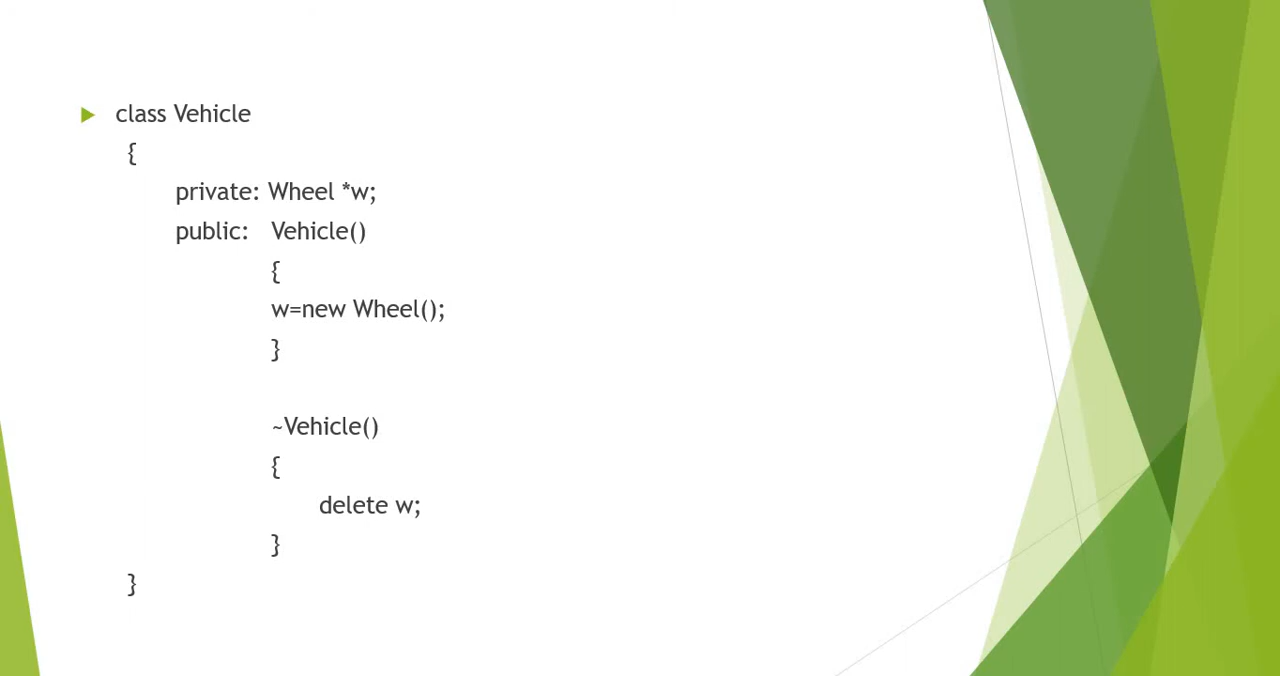 class Vehicle
{
private: Wheel *w;
public: Vehicle()
{
w=new Wheel();
}
~Vehicle()
{
delete w;
}
}